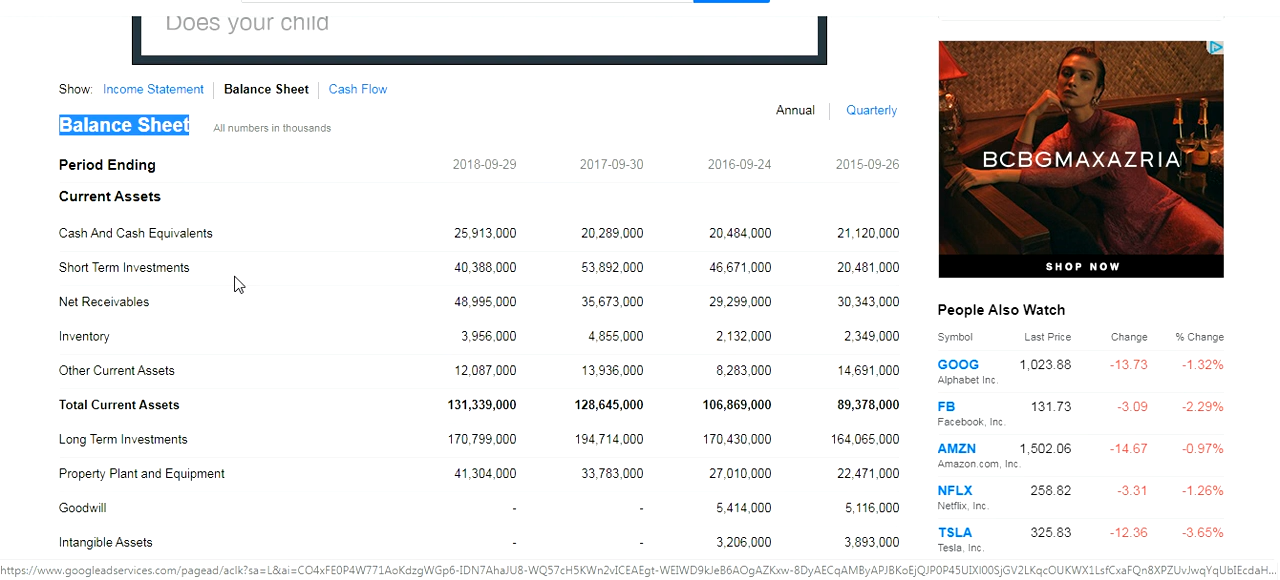 Does your child
Show: Income Statement Balance Sheet Cash Flow
Annual Quarterly
Balance Sheet All numbers in thousands
Period Ending 2018-09-29 2017-09-30 2016-09-24 2015-09-26
Current Assets
Cash And Cash Equivalents 25,913,000 20,289,000 20,484,000 21,120,000
Short Term Investments 40,388,000 53,892,000 46,671,000 20,481,000
Net Receivables 48,995,000 35,673,000 29,299,000 30,343,000
Inventory 3,956,000 4,855,000 2,132,000 2,349,000
Other Current Assets 12,087,000 13,936,000 8,283,000 14,691,000
Total Current Assets 131,339,000 128,645,000 106,869,000 89,378,000
Long Term Investments 170,799,000 194,714,000 170,430,000 164,065,000
Property Plant and Equipment 41,304,000 33,783,000 27,010,000 22,471,000
Goodwill - - 5,414,000 5,116,000
Intangible Assets - - 3,206,000 3,893,000
BCBGMAXAZRIA
SHOP NOW
People Also Watch
Symbol Last Price Change % Change
GOOG 1,023.88 -13.73 -1.32%
Alphabet Inc.
FB 131.73 -3.09 -2.29%
Facebook, Inc.
AMZN 1,502.06 -14.67 -0.97%
Amazon.com, Inc.
NFLX 258.82 -3.31 -1.26%
Netflix, Inc.
TSLA 325.83 -12.36 -3.65%
Tesla, Inc.